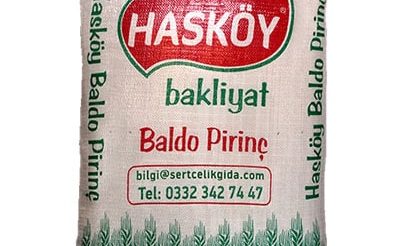 HASKÖY
bakliyat
Baldo Pirinç
bilgi@sertcelikgida.com
Tel: 0332 342 74 47
Hasköy Baldo Pirinç
Hasköy Baldo Pirinç